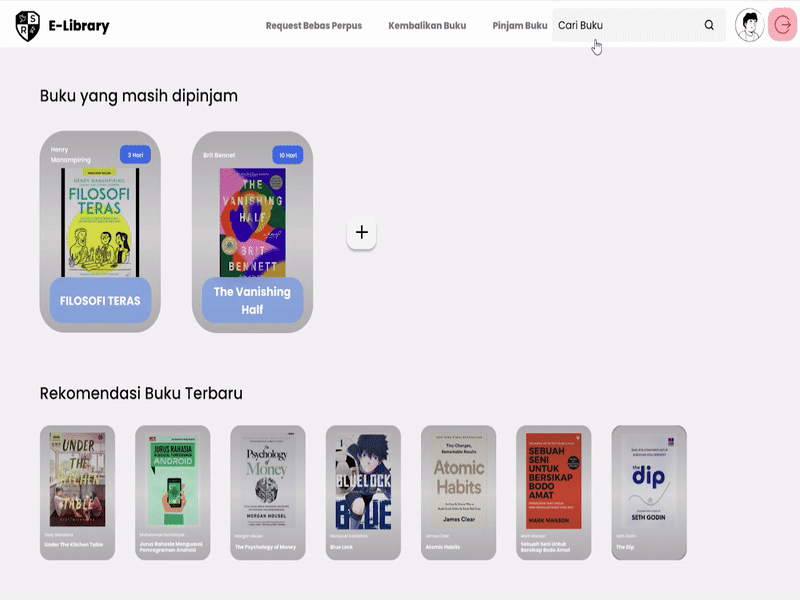 S
R
E-Library
Request Bebas Perpus
Kembalikan Buku
Pinjam Buku
Cari Buku
Buku yang masih dipinjam
Henry
Manampiring
3 Hari
FILOSOFI
TERAS
FILOSOFI TERAS
Brit Bennet
10 Hari
THE
VANISHING
HALF
BRIT
BENNETT
The Vanishing
Half
+
Rekomendasi Buku Terbaru
UNDER
THE
KITCHEN
TABLE
Under The Kitchen Table
JURUS RAHASIA
ANDROID
Jurus Rahasia Menguasai
Pemrograman Android
The
Psychology
of Money
MORGAN HOUSEL
Morgan Housel
The Psychology of Money
1
BLUELOCK
BLUE
Blue Lock
Tiny Changes,
Remarkable Results
Atomic
Habits
James Clear
James Clear
Atomic Habits
SEBUAH
SENI
UNTUK
BERSIKAP
BODO
AMAT
MARK MANSON
Mark Manson
Sebuah Seni Untuk
Bersikap Bodo Amat
the
dip
SETH GODIN
Seth Godin
The Dip